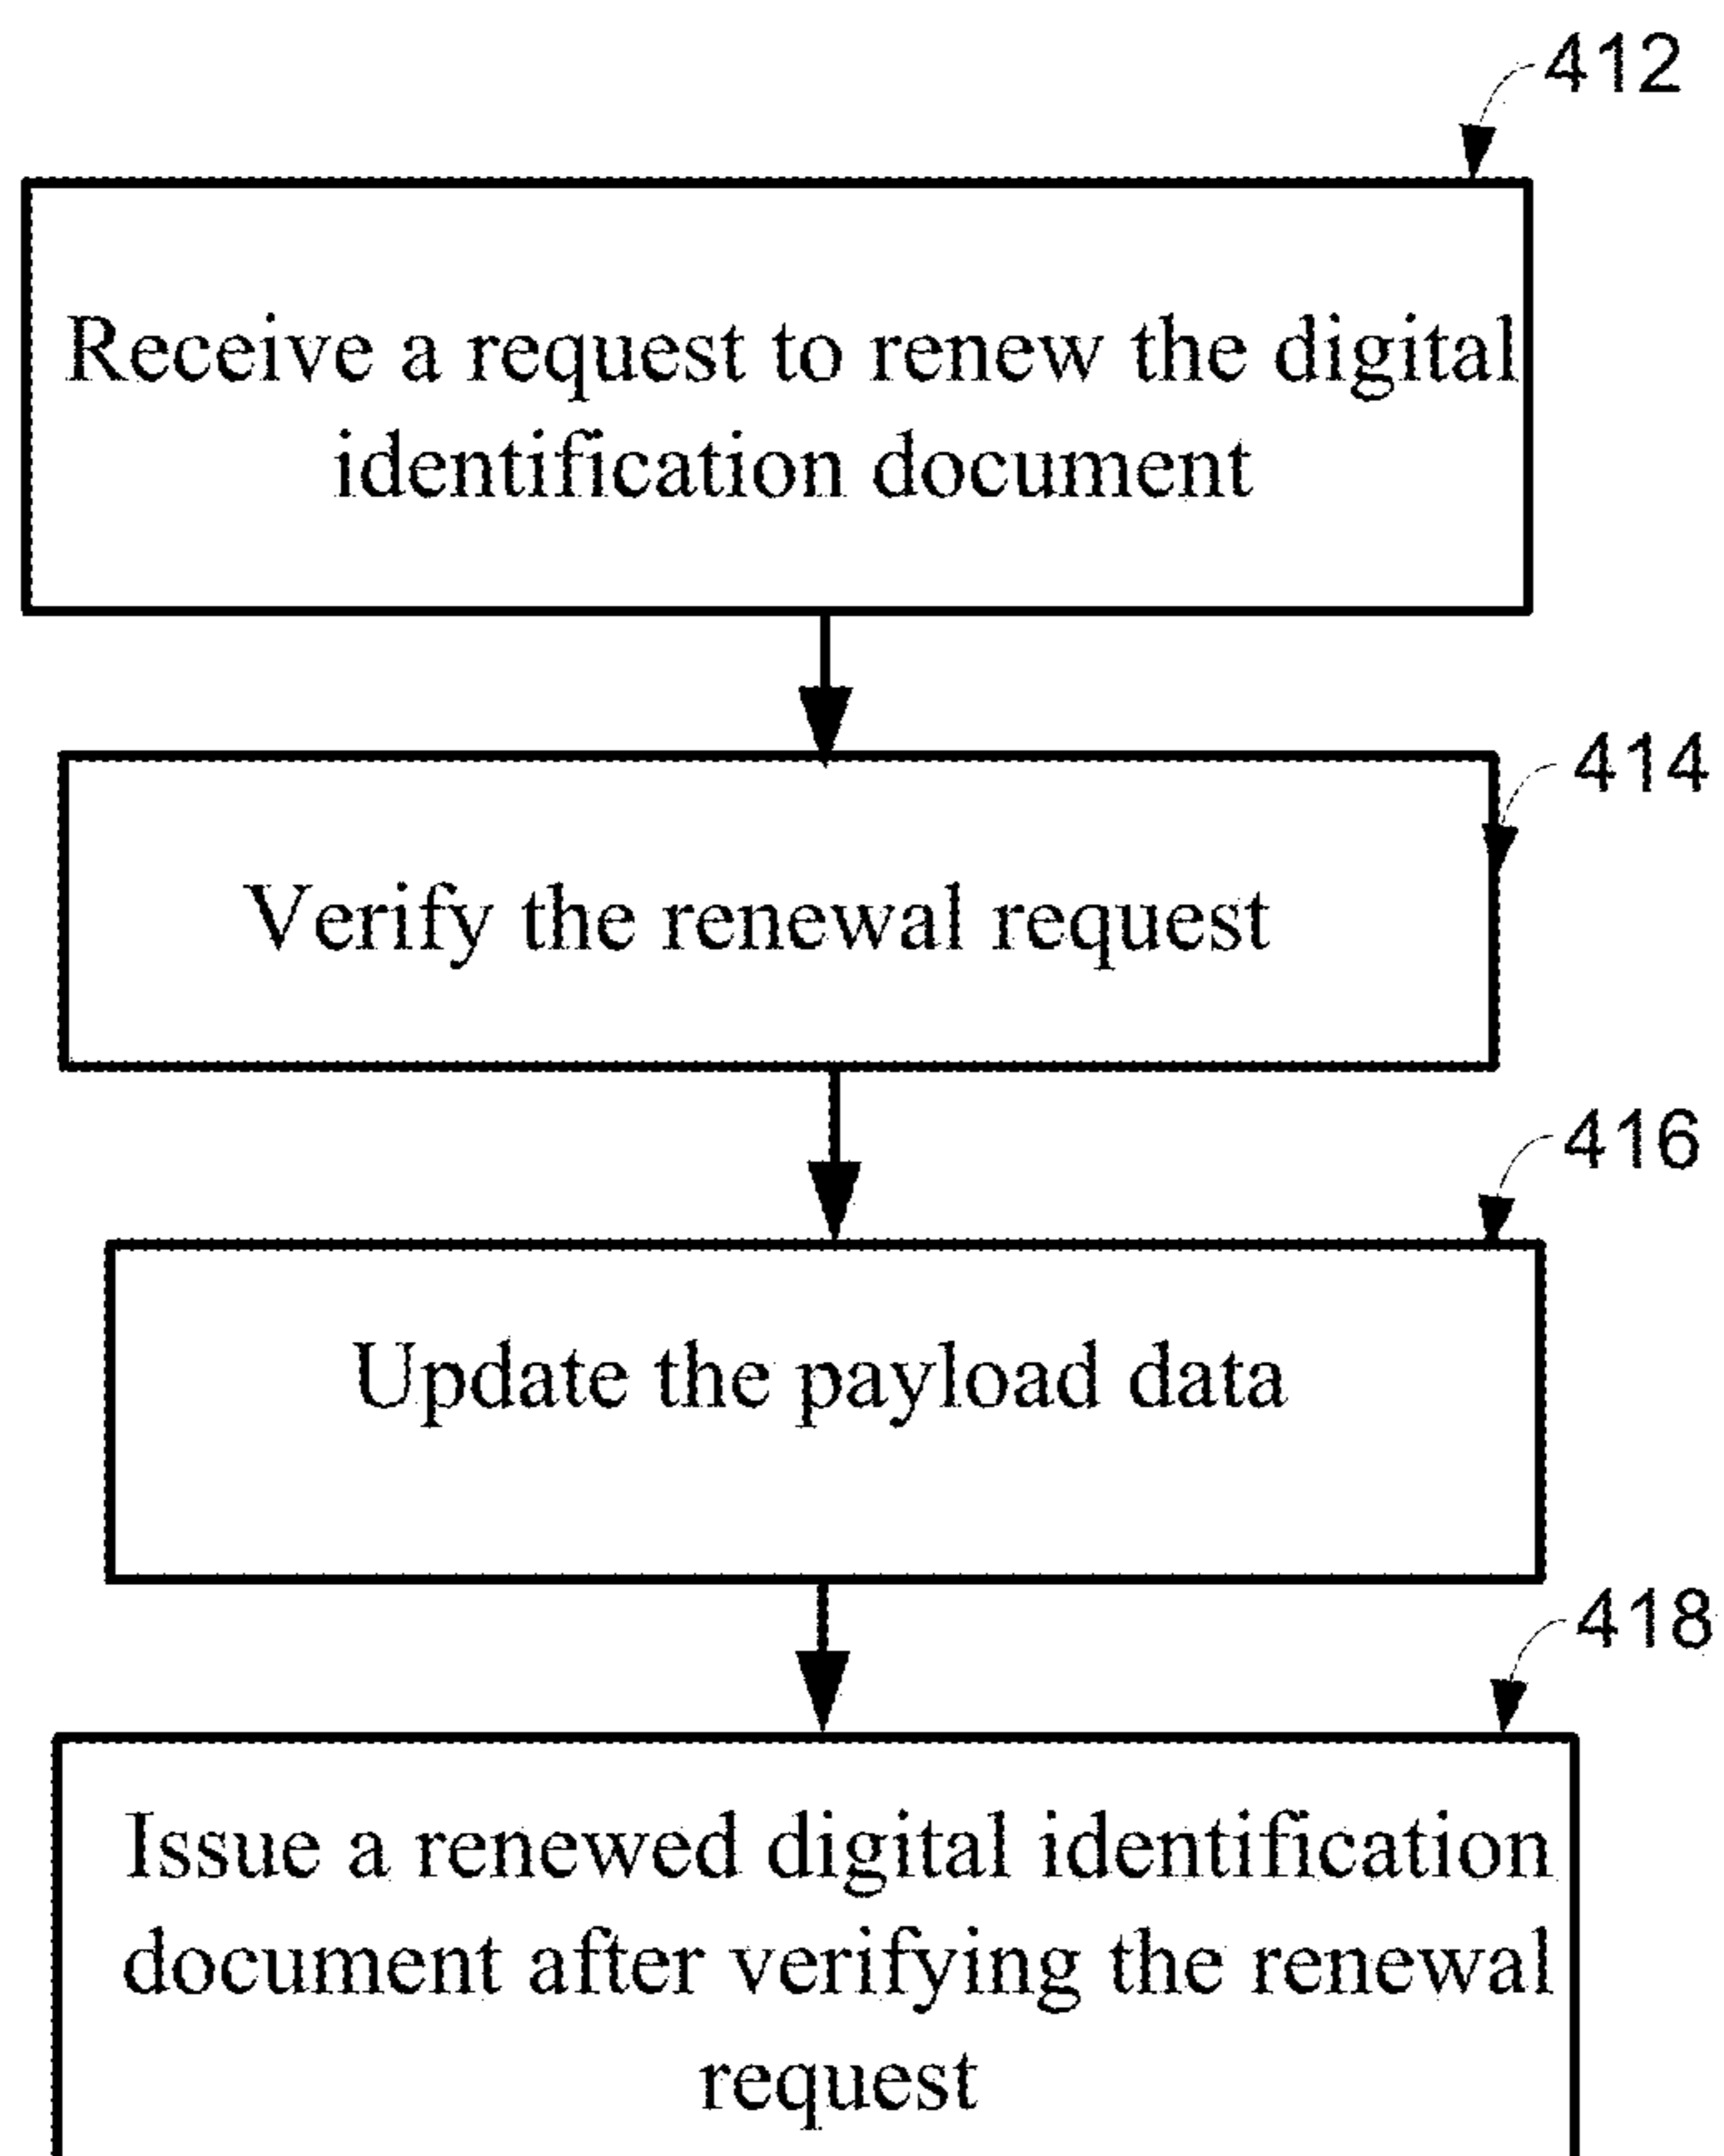 412
Receive a request to renew the digital
identification document
414
Verify the renewal request
416
Update the payload data
418
Issue a renewed digital identification
document after verifying the renewal
request